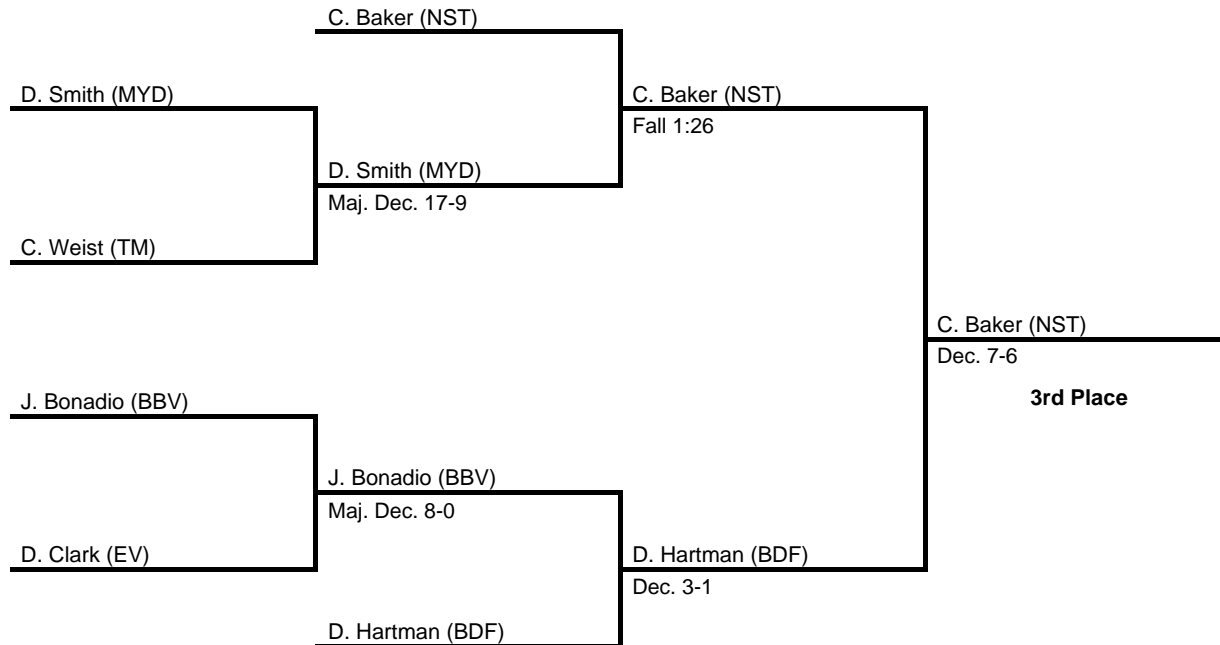 C. Baker (NST)
D. Smith (MYD)
C. Baker (NST)
Fall 1:26
D. Smith (MYD)
Maj. Dec. 17-9
C. Weist (TM)
C. Baker (NST)
Dec. 7-6
3rd Place
J. Bonadio (BBV)
J. Bonadio (BBV)
Maj. Dec. 8-0
D. Clark (EV)
D. Hartman (BDF)
Dec. 3-1
D. Hartman (BDF)